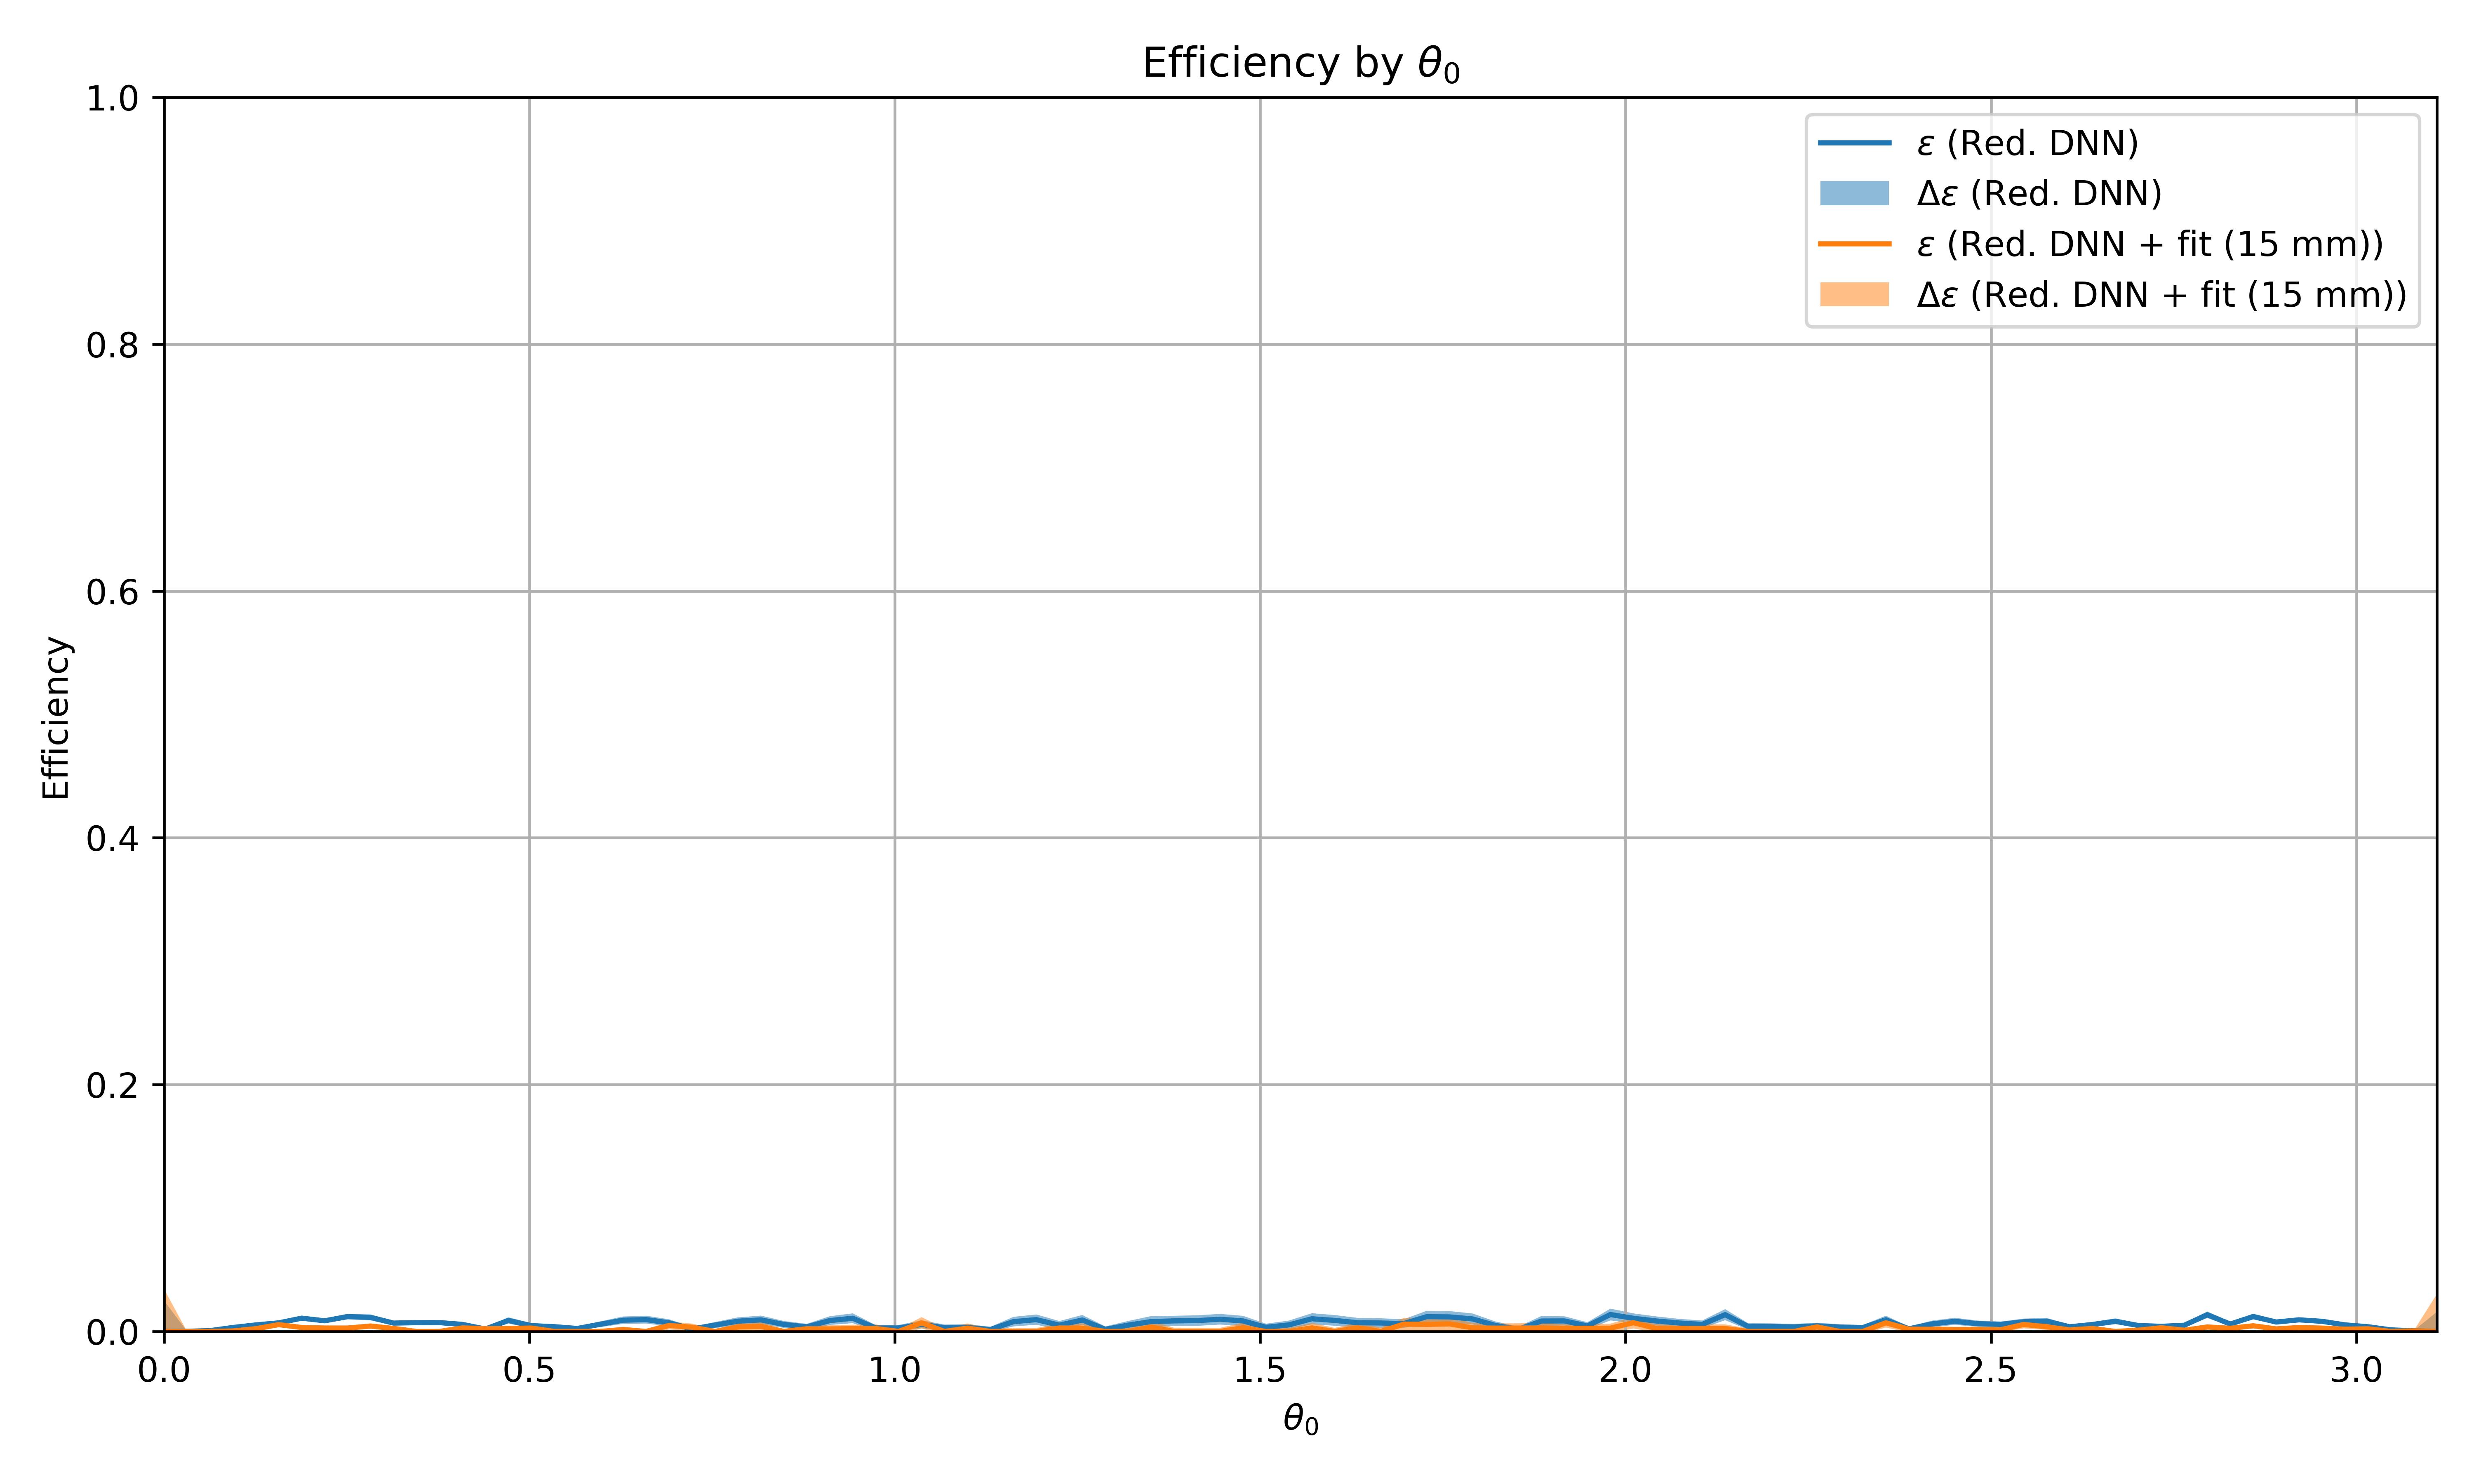 Efficiency by θ₀
1.0
0.8
0.6
0.4
0.2
0.0
Efficiency
ε (Red. DNN)
Δε (Red. DNN)
ε (Red. DNN + fit (15 mm))
Δε (Red. DNN + fit (15 mm))
0.0 0.5 1.0 1.5 2.0 2.5 3.0
θ₀